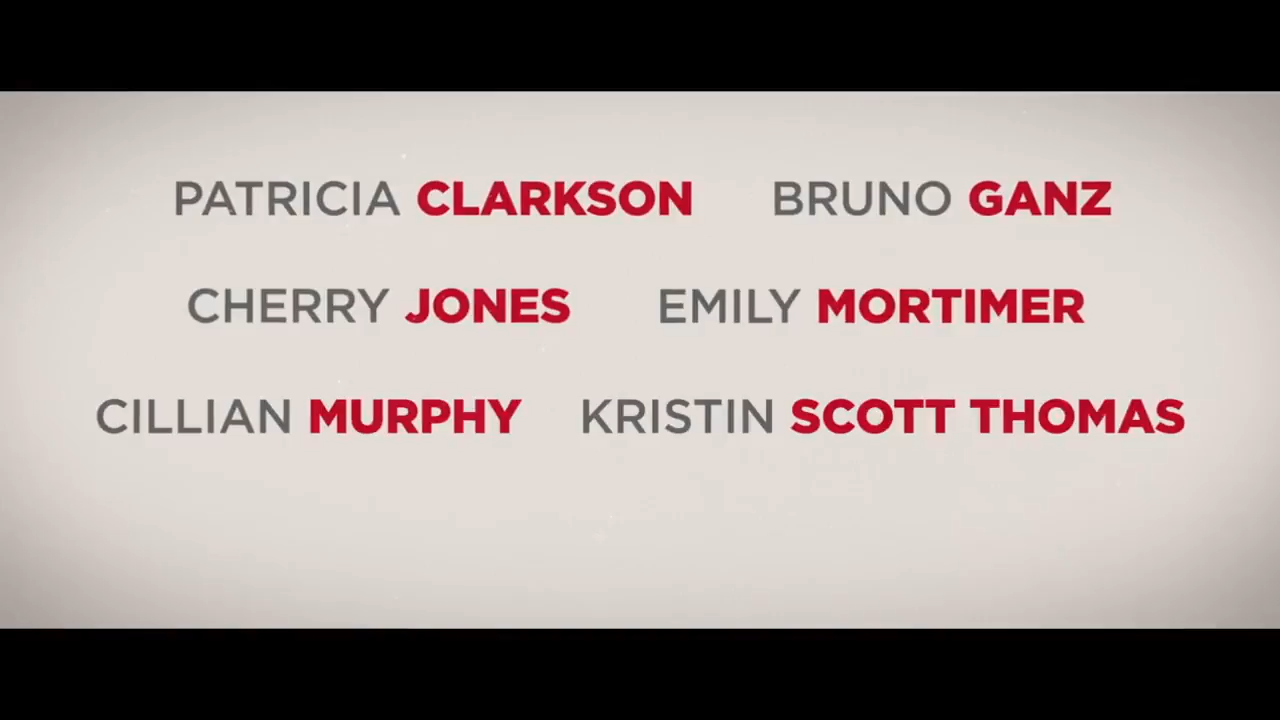 PATRICIA CLARKSON BRUNO GANZ
CHERRY JONES EMILY MORTIMER
CILLIAN MURPHY KRISTIN SCOTT THOMAS